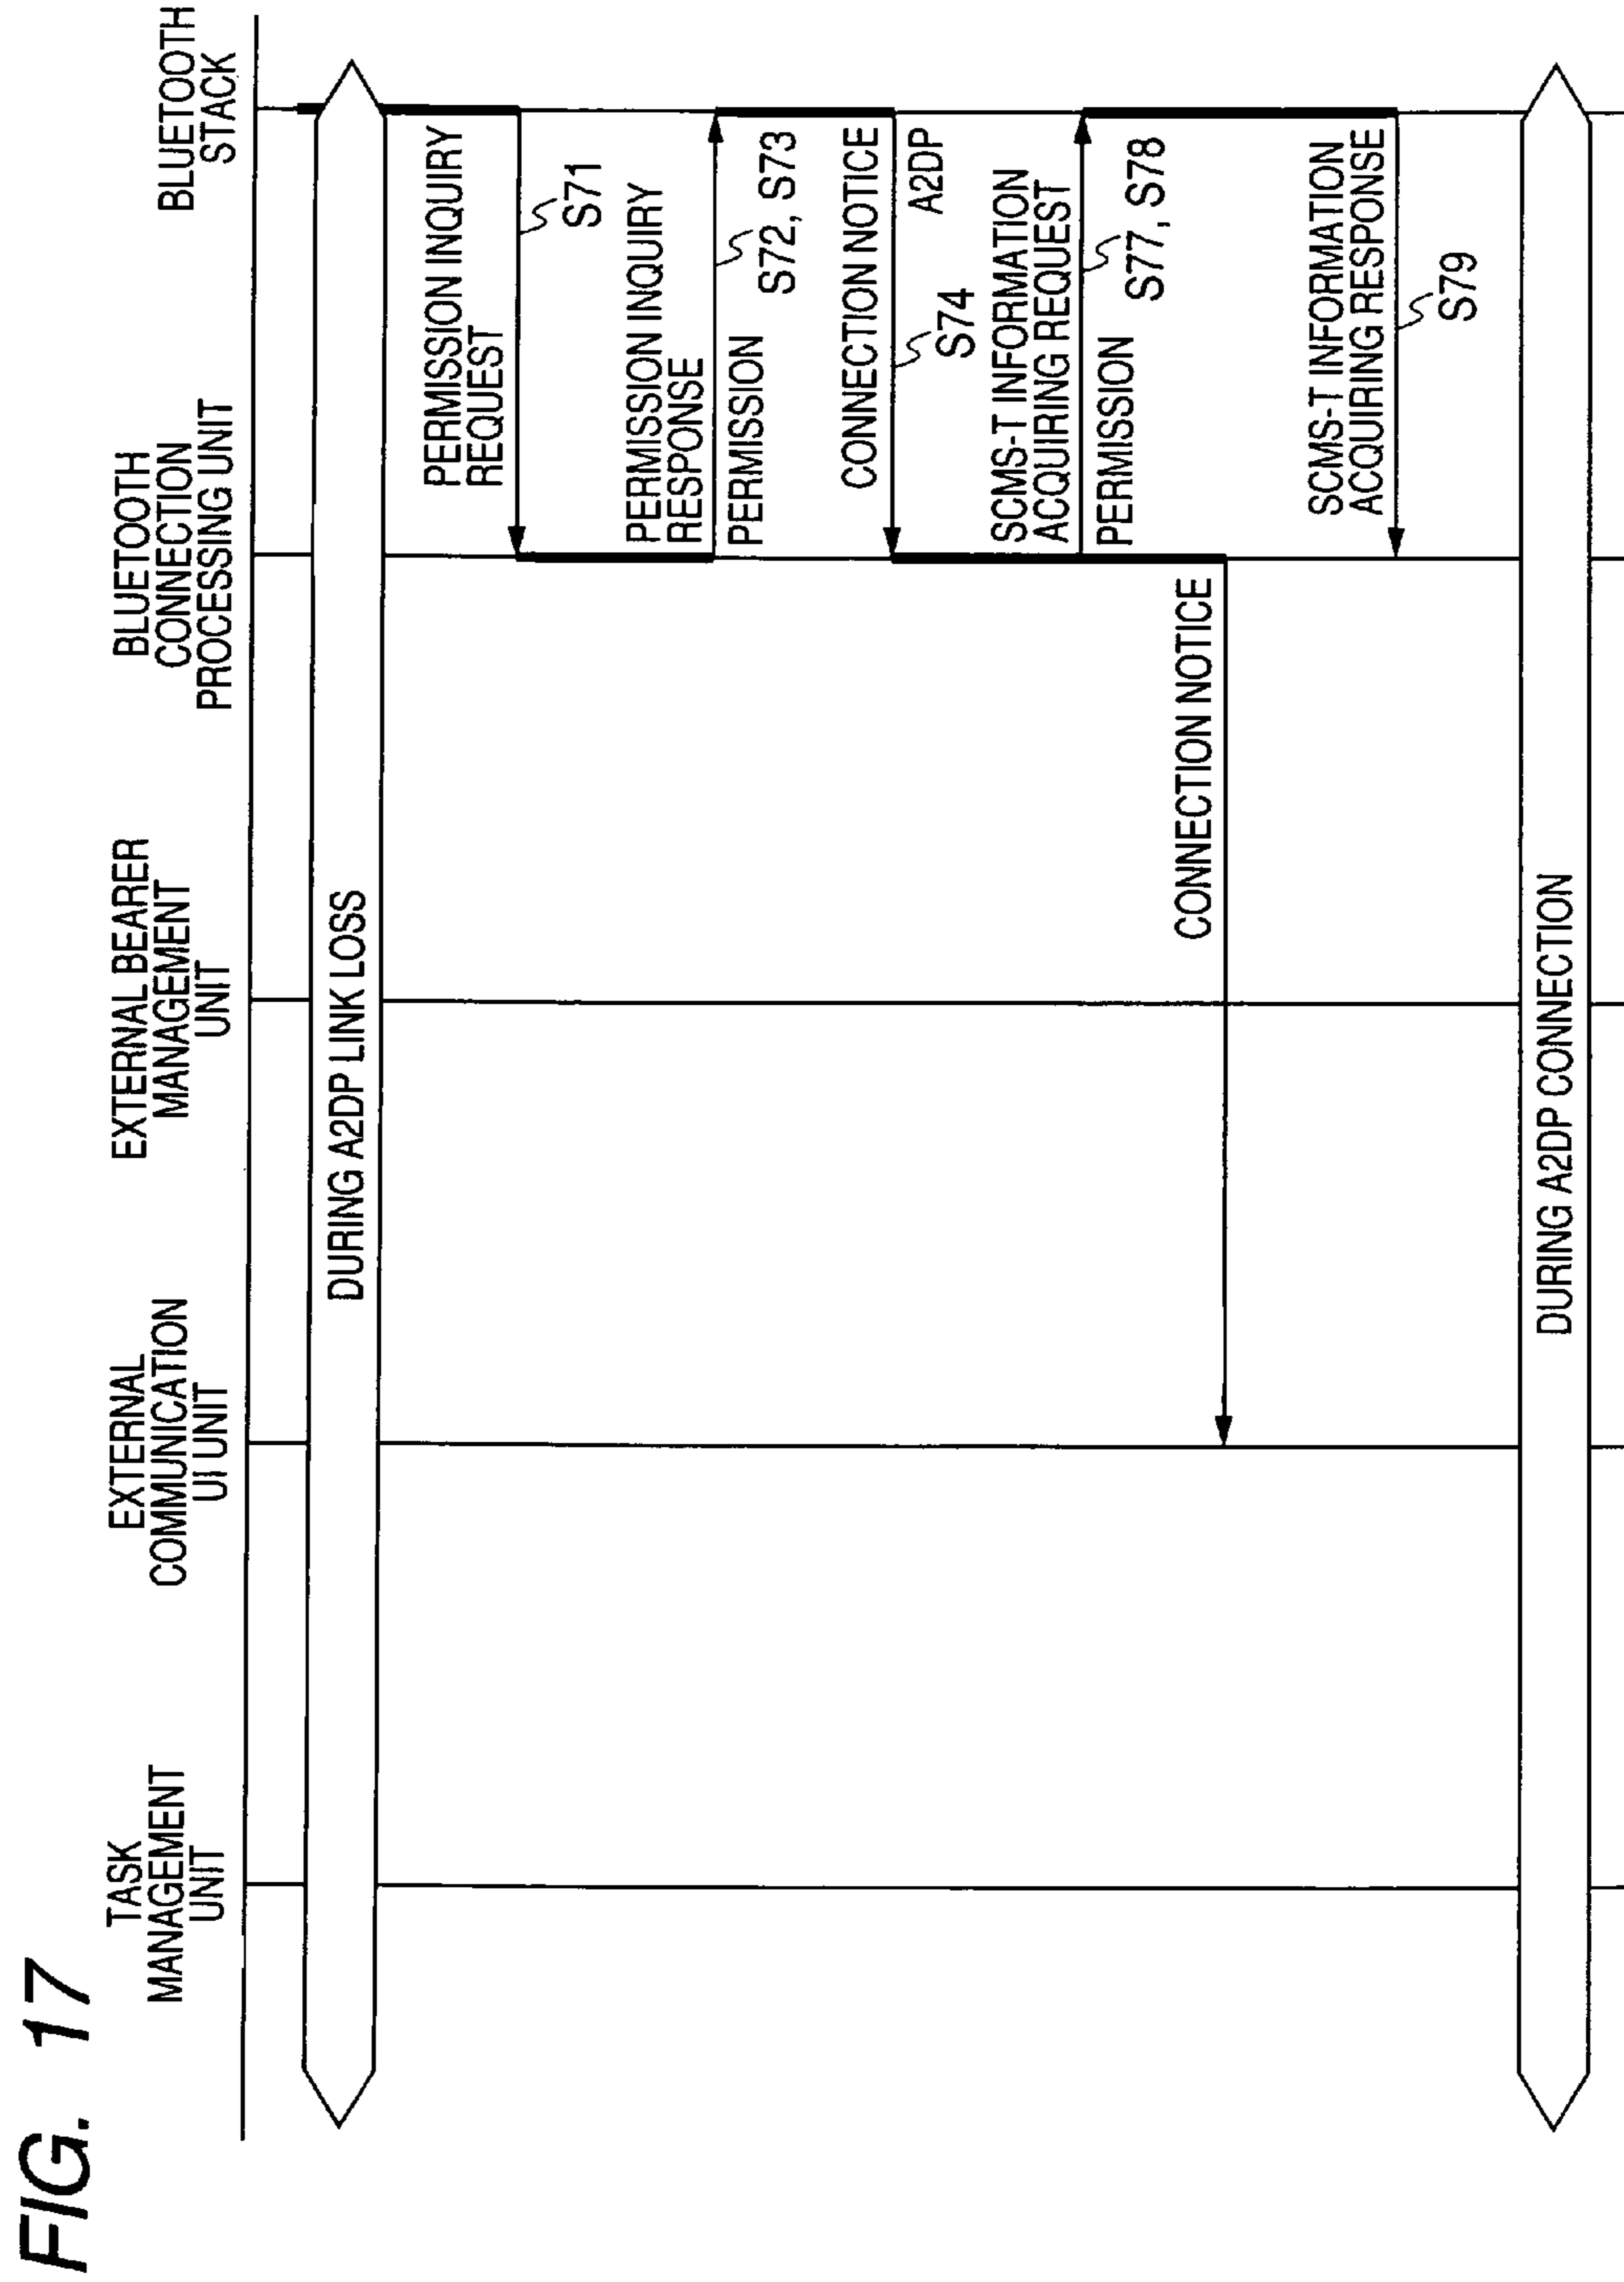 FIG. 17
TASK
MANAGEMENT
UNIT
EXTERNAL
COMMUNICATION
UI UNIT
EXTERNAL BEARER
MANAGEMENT
UNIT
BLUETOOTH
CONNECTION
PROCESSING UNIT
BLUETOOTH
STACK
DURING A2DP LINK LOSS
PERMISSION INQUIRY
REQUEST
S71
PERMISSION INQUIRY
RESPONSE
PERMISSION
S72, S73
CONNECTION NOTICE
A2DP
S74
SCMS-T INFORMATION
ACQUIRING REQUEST
PERMISSION
S77, S78
CONNECTION NOTICE
SCMS-T INFORMATION
ACQUIRING RESPONSE
S79
DURING A2DP CONNECTION